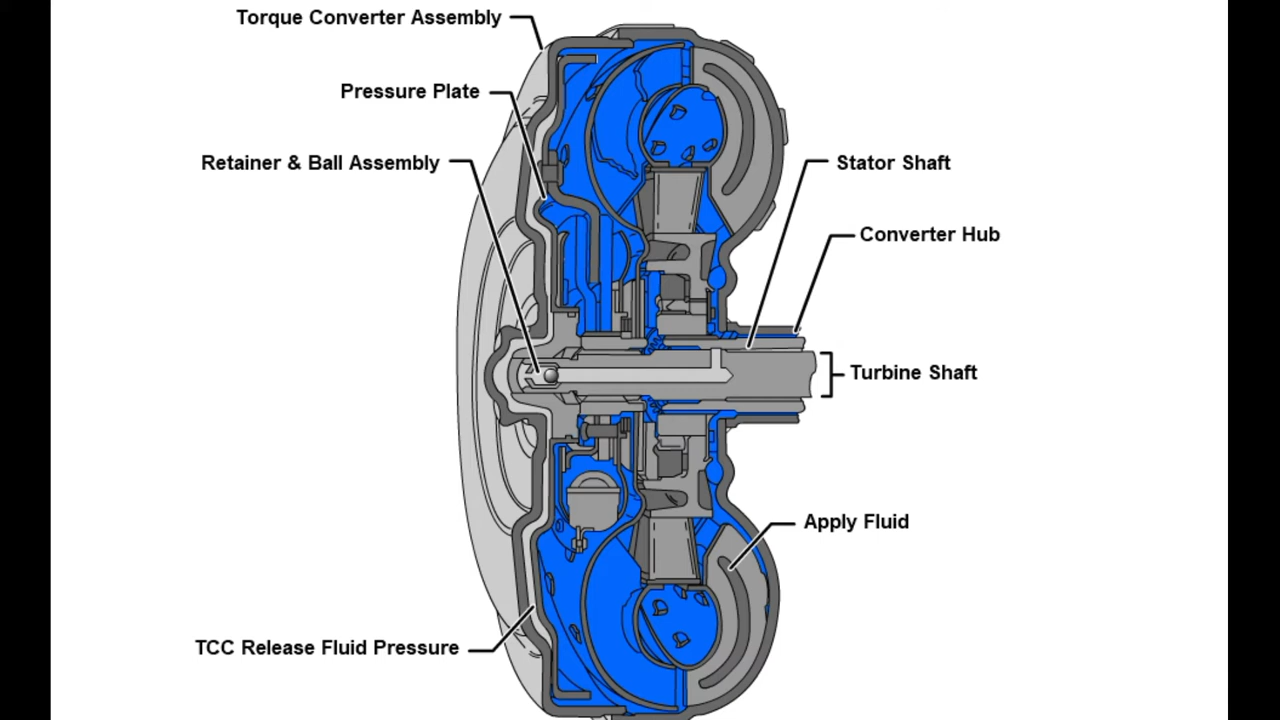 Torque Converter Assembly
Pressure Plate
Retainer & Ball Assembly
Stator Shaft
Converter Hub
Turbine Shaft
Apply Fluid
TCC Release Fluid Pressure